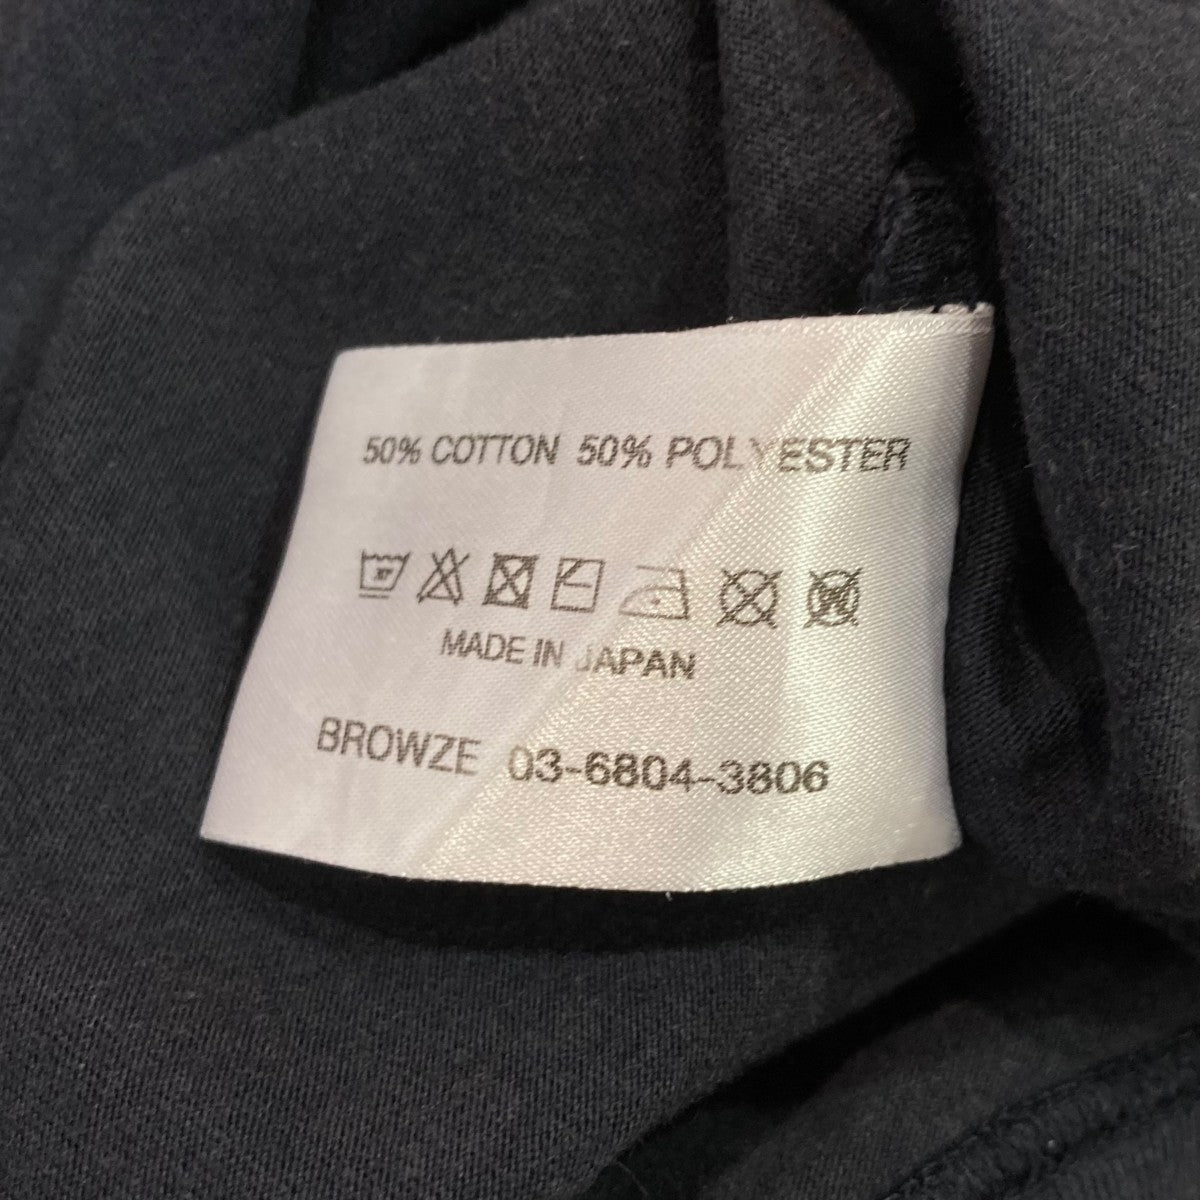 50% COTTON 50% POLYESTER
MADE IN JAPAN
BROWZE 03-6804-3806